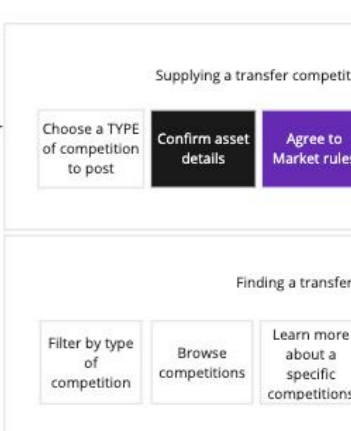 Supplying a transfer competit
Choose a TYPE
of competition
to post
Confirm asset
details
Agree to
Market rules
Finding a transfer
Filter by type
of
competition
Browse
competitions
Learn more
about a
specific
competitions